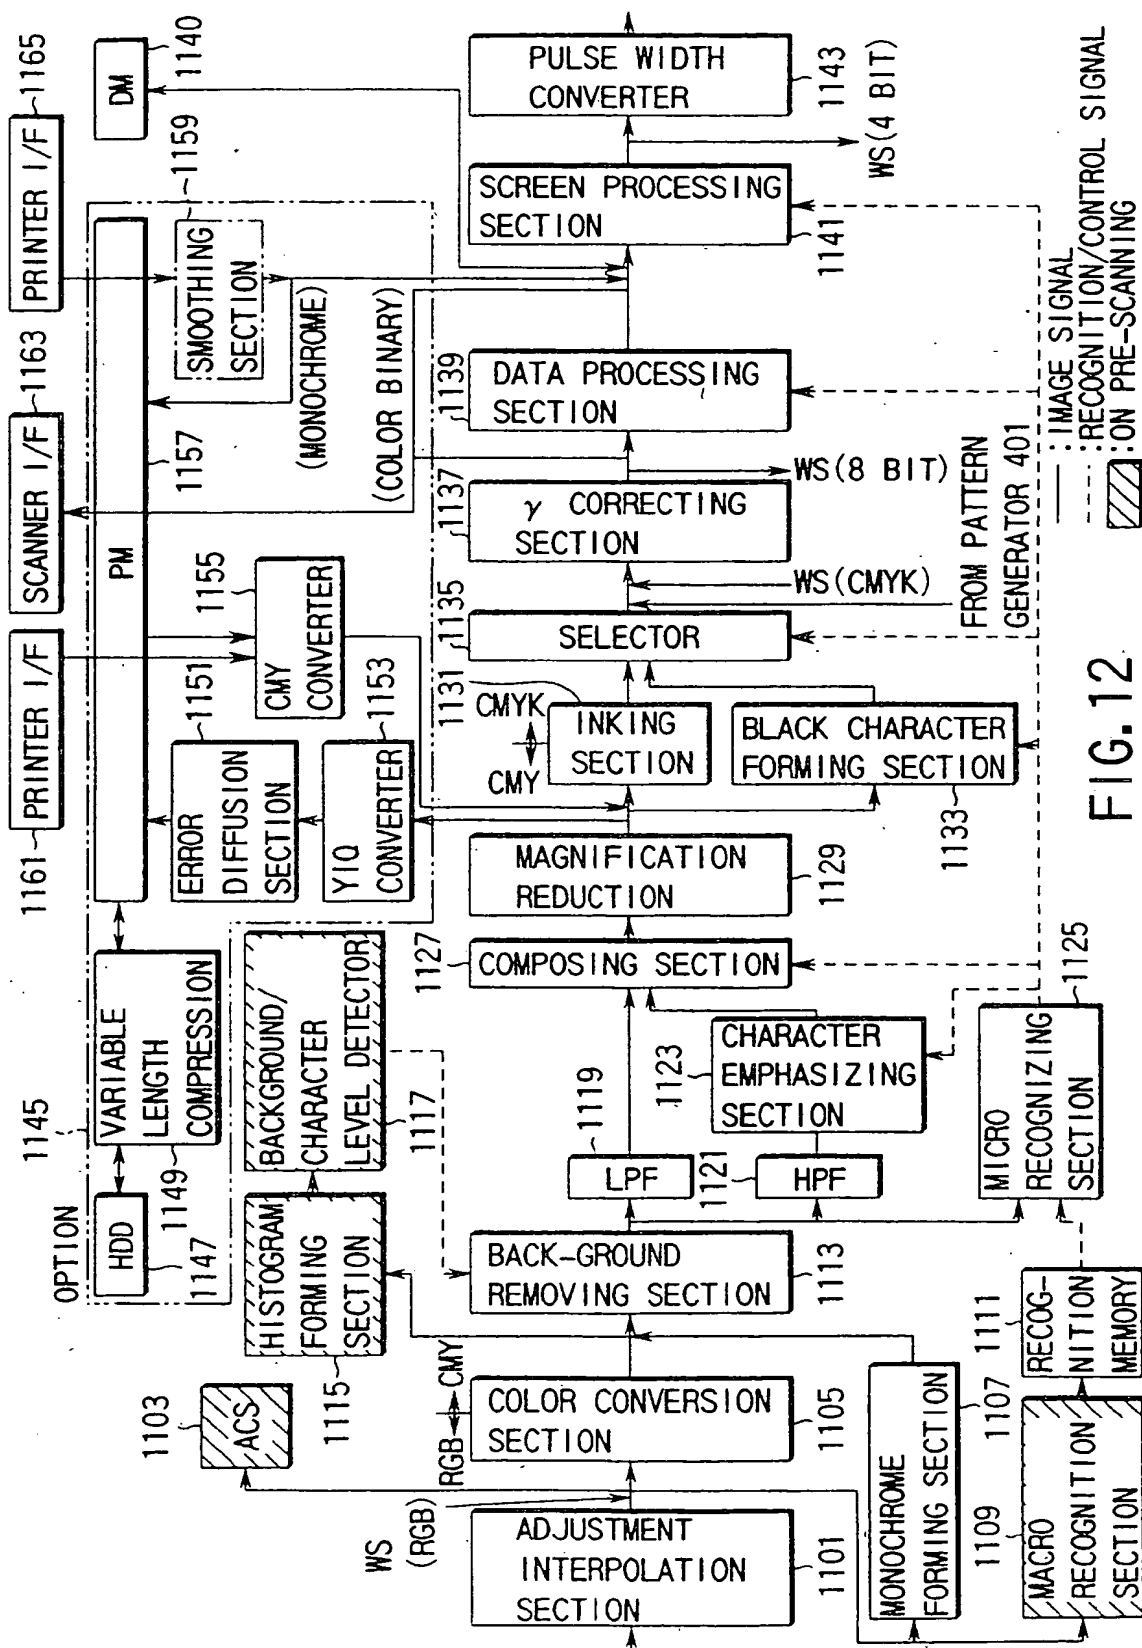 ADJUSTMENT
INTERPOLATION
SECTION
1101
WS
(RGB)
ACS
1103
RGB
CMY
COLOR CONVERSION
SECTION
1105
MONOCHROME
FORMING SECTION
1107
MACRO
RECOGNITION
SECTION
1109
RECOG-
NITION
MEMORY
1111
BACK-GROUND
REMOVING SECTION
1113
HISTOGRAM
FORMING
SECTION
1115
BACKGROUND/
CHARACTER
LEVEL DETECTOR
1117
LPF
1119
HPF
1121
CHARACTER
EMPHASIZING
SECTION
1123
MICRO
RECOGNIZING
SECTION
1125
COMPOSING SECTION
1127
MAGNIFICATION
REDUCTION
1129
CMYK
CMY
INKING
SECTION
1131
BLACK CHARACTER
FORMING SECTION
1133
SELECTOR
1135
WS(CMYK)
FROM PATTERN
GENERATOR 401
γ CORRECTING
SECTION
1137
WS(8 BIT)
DATA PROCESSING
SECTION
1139
SCREEN PROCESSING
SECTION
1141
WS(4 BIT)
PULSE WIDTH
CONVERTER
1143
DM
1140
OPTION
1145
HDD
1147
VARIABLE
LENGTH
COMPRESSION
1149
ERROR
DIFFUSION
SECTION
1151
YIQ
CONVERTER
1153
CMY
CONVERTER
1155
PM
1157
SMOOTHING
SECTION
1159
(MONOCHROME)
(COLOR BINARY)
PRINTER I/F
1161
SCANNER I/F
1163
PRINTER I/F
1165
:IMAGE SIGNAL
:RECOGNITION/CONTROL SIGNAL
:ON PRE-SCANNING
FIG. 12